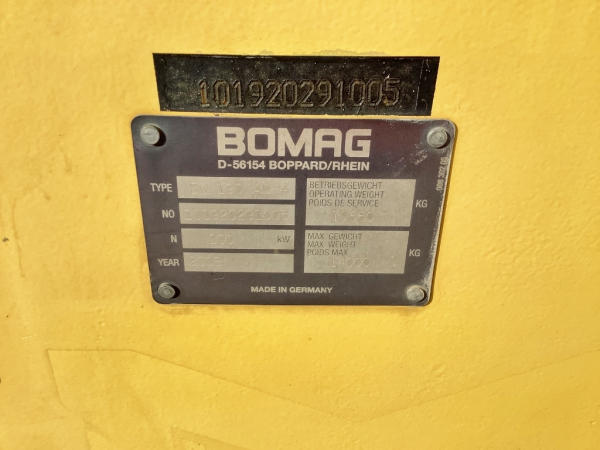 101920291005
BOMAG
D-56154 BOPPARD/RHEIN
TYPE
NO 101920291005
N kW
YEAR
BETRIEBSGEWICHT
OPERATING WEIGHT
POIDS DE SERVICE
KG
MAX. GEWICHT
MAX. WEIGHT
POIDS MAX.
KG
MADE IN GERMANY